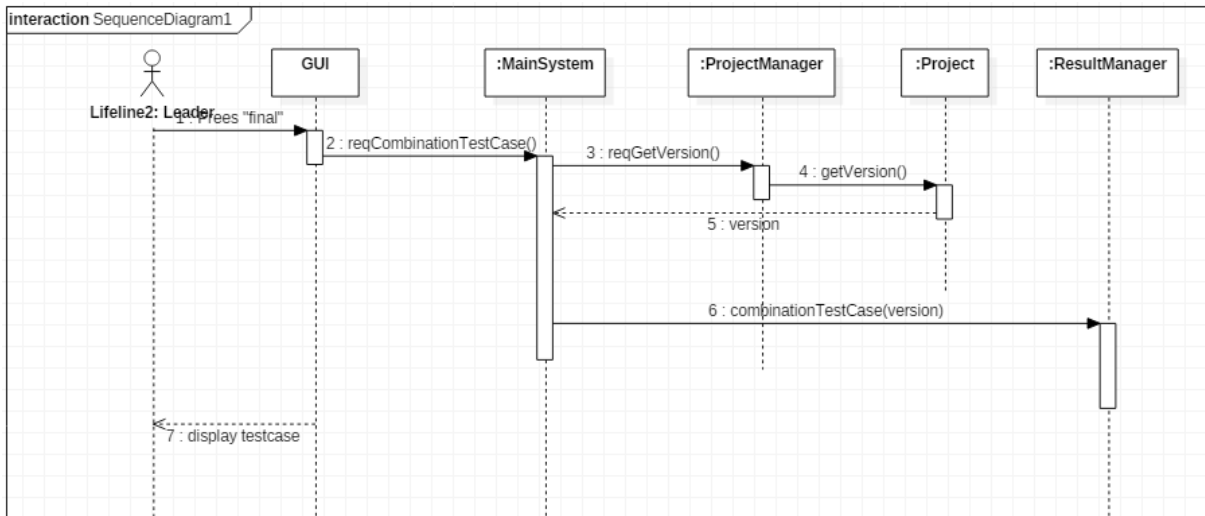 interaction SequenceDiagram1
GUI
:MainSystem
:ProjectManager
:Project
:ResultManager
Lifeline2: Leader
1 : Prees "final"
2 : reqCombinationTestCase()
3 : reqGetVersion()
4 : getVersion()
5 : version
6 : combinationTestCase(version)
7 : display testcase